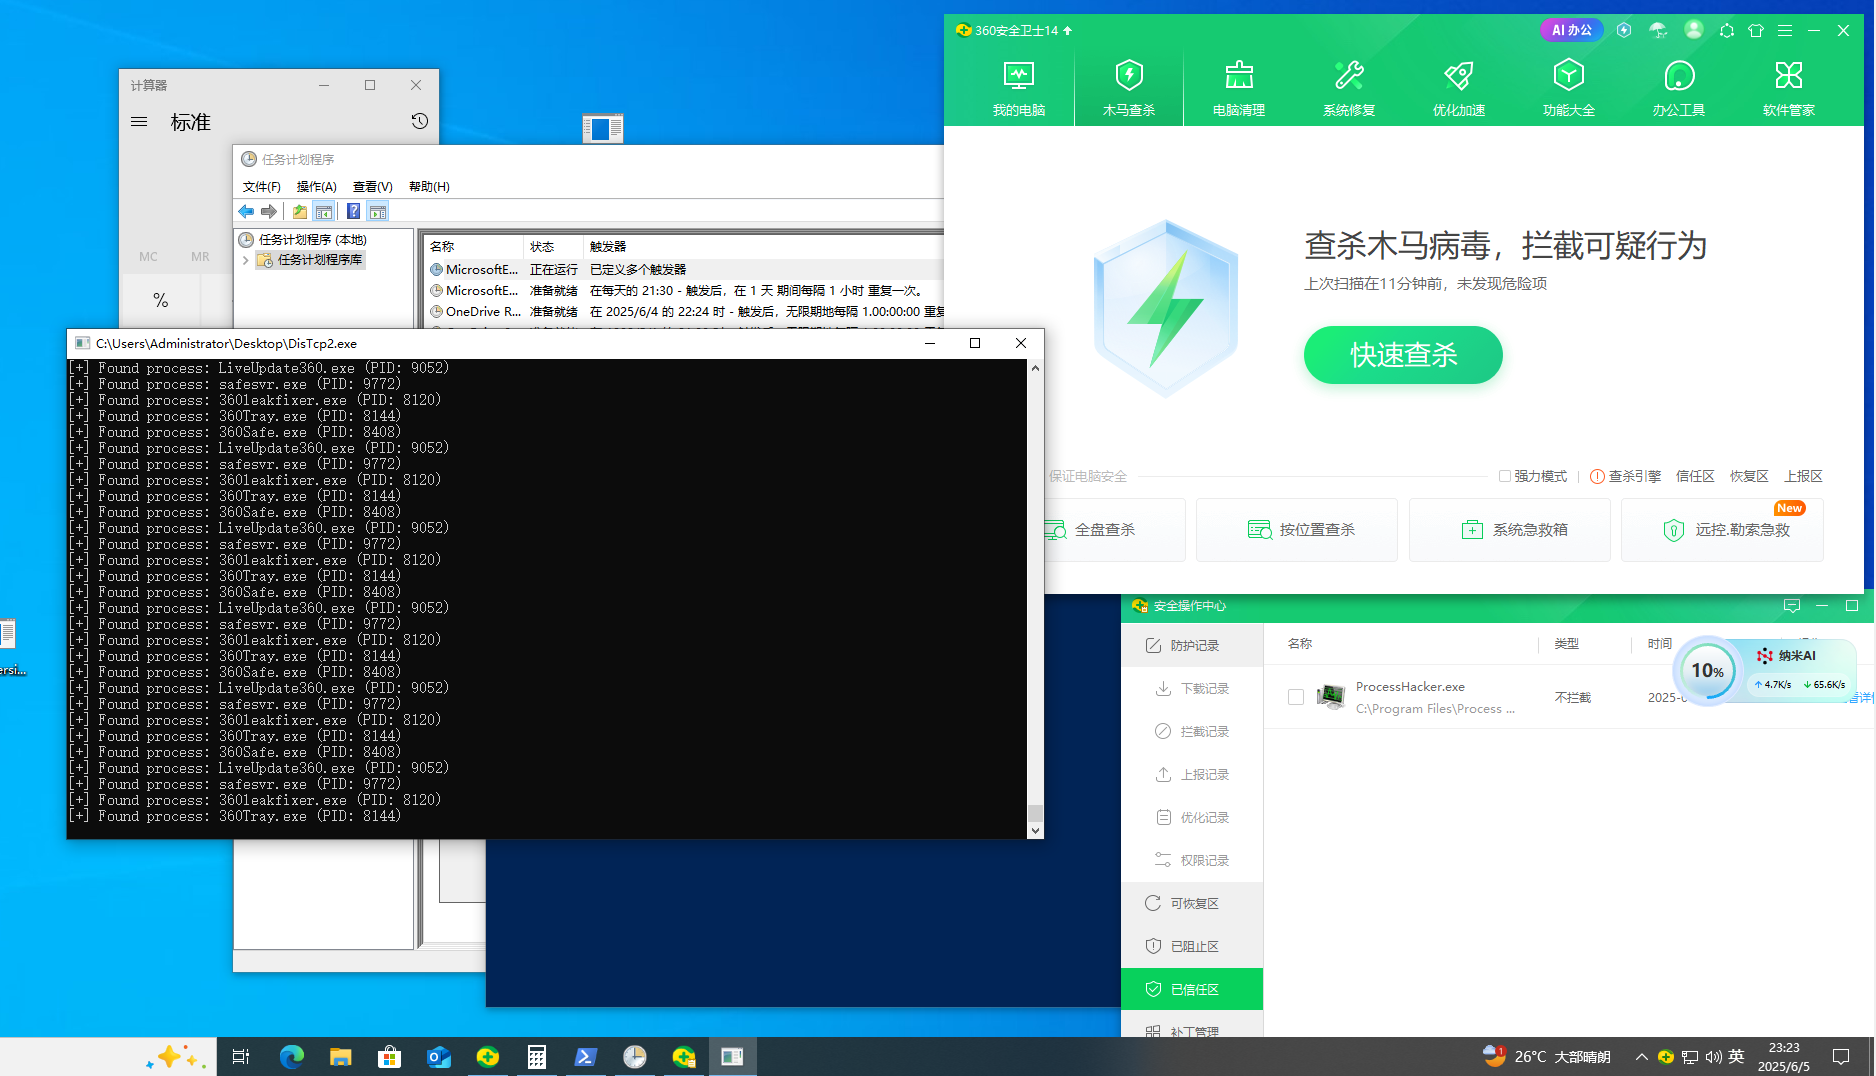 计算器
标准
MC
MR
%
任务计划程序
文件(F) 操作(A) 查看(V) 帮助(H)
任务计划程序 (本地)
任务计划程序库
名称 状态 触发器
MicrosoftE... 正在运行 已定义多个触发器
MicrosoftE... 准备就绪 在每天的 21:30 - 触发后，在 1 天 期间每隔 1 小时 重复一次。
OneDrive R... 准备就绪 在 2025/6/4 的 22:24 时 - 触发后，无限期地每隔 1.00:00:00 重复
C:\Users\Administrator\Desktop\DisTcp2.exe
[+] Found process: LiveUpdate360.exe (PID: 9052)
[+] Found process: safesvr.exe (PID: 9772)
[+] Found process: 360leakfixer.exe (PID: 8120)
[+] Found process: 360Tray.exe (PID: 8144)
[+] Found process: 360Safe.exe (PID: 8408)
[+] Found process: LiveUpdate360.exe (PID: 9052)
[+] Found process: safesvr.exe (PID: 9772)
[+] Found process: 360leakfixer.exe (PID: 8120)
[+] Found process: 360Tray.exe (PID: 8144)
[+] Found process: 360Safe.exe (PID: 8408)
[+] Found process: LiveUpdate360.exe (PID: 9052)
[+] Found process: safesvr.exe (PID: 9772)
[+] Found process: 360leakfixer.exe (PID: 8120)
[+] Found process: 360Tray.exe (PID: 8144)
[+] Found process: 360Safe.exe (PID: 8408)
[+] Found process: LiveUpdate360.exe (PID: 9052)
[+] Found process: safesvr.exe (PID: 9772)
[+] Found process: 360leakfixer.exe (PID: 8120)
[+] Found process: 360Tray.exe (PID: 8144)
[+] Found process: 360Safe.exe (PID: 8408)
[+] Found process: LiveUpdate360.exe (PID: 9052)
[+] Found process: safesvr.exe (PID: 9772)
[+] Found process: 360leakfixer.exe (PID: 8120)
[+] Found process: 360Tray.exe (PID: 8144)
[+] Found process: 360Safe.exe (PID: 8408)
[+] Found process: LiveUpdate360.exe (PID: 9052)
[+] Found process: safesvr.exe (PID: 9772)
[+] Found process: 360leakfixer.exe (PID: 8120)
[+] Found process: 360Tray.exe (PID: 8144)
360安全卫士14
AI 办公
我的电脑 木马查杀 电脑清理 系统修复 优化加速 功能大全 办公工具 软件管家
查杀木马病毒，拦截可疑行为
上次扫描在11分钟前，未发现危险项
快速查杀
保证电脑安全
强力模式 查杀引擎 信任区 恢复区 上报区
全盘查杀 按位置查杀 系统急救箱 远控.勒索急救
New
安全操作中心
防护记录
下载记录
拦截记录
上报记录
优化记录
权限记录
可恢复区
已阻止区
已信任区
补丁管理
名称 类型 时间
ProcessHacker.exe
C:\Program Files\Process ...
不拦截
2025-
10%
纳米AI
4.7K/s 65.6K/s
ersi...
26°C 大部晴朗
英
23:23
2025/6/5